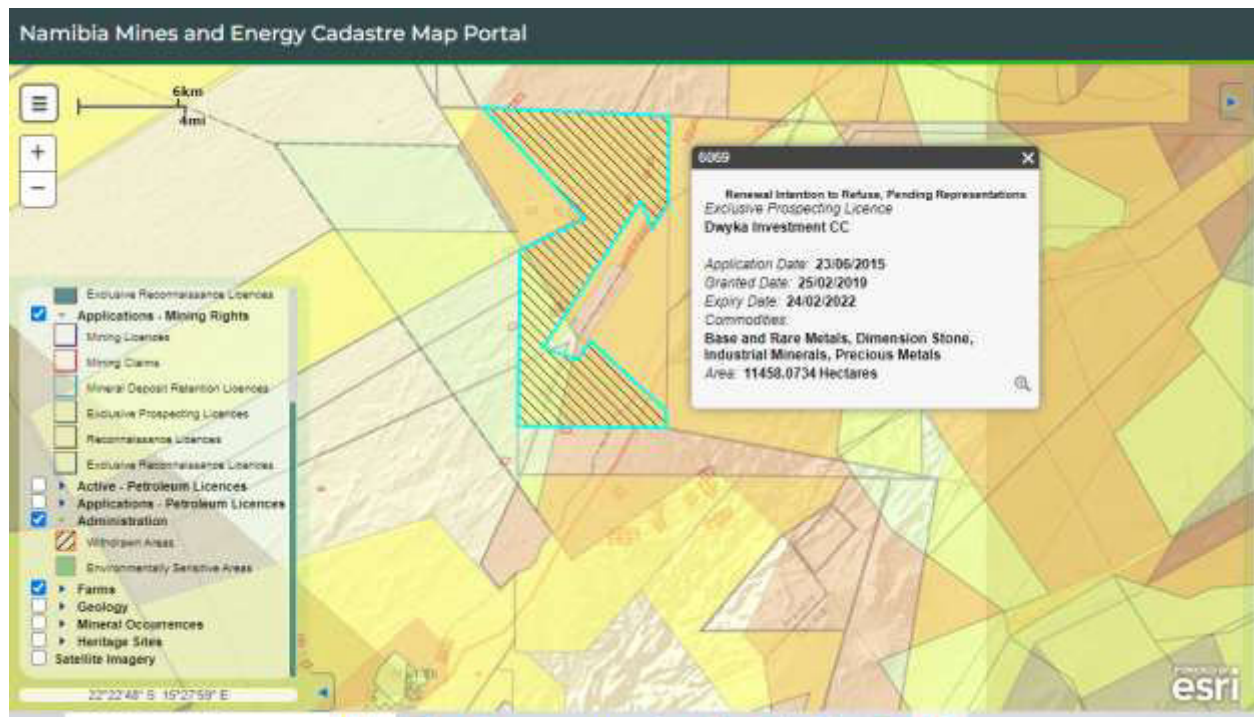 Namibia Mines and Energy Cadastre Map Portal
6km
4mi
+
−
Exclusive Reconnaissance Licences
Applications - Mining Rights
Mining Licences
Mining Claims
Mineral Deposit Retention Licences
Exclusive Prospecting Licences
Reconnaissance Licences
Exclusive Reconnaissance Licences
Active - Petroleum Licences
Applications - Petroleum Licences
Administration
Withdrawn Areas
Environmentally Sensitive Areas
Farms
Geology
Mineral Occurrences
Heritage Sites
Satellite Imagery
22°22'48" S 15°27'59" E
6069
Renewal Intention to Refuse, Pending Representations
Exclusive Prospecting Licence
Dwyka Investment CC
Application Date: 23/06/2015
Granted Date: 25/02/2019
Expiry Date: 24/02/2022
Commodities:
Base and Rare Metals, Dimension Stone,
Industrial Minerals, Precious Metals
Area: 11458.0734 Hectares
POWERED BY
esri